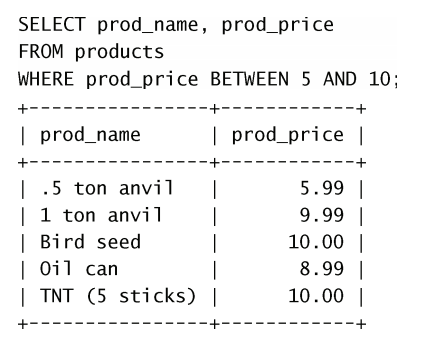 SELECT prod_name, prod_price
FROM products
WHERE prod_price BETWEEN 5 AND 10;
+----------------+------------+
| prod_name      | prod_price |
+----------------+------------+
| .5 ton anvil   |       5.99 |
| 1 ton anvil    |       9.99 |
| Bird seed      |      10.00 |
| Oil can        |       8.99 |
| TNT (5 sticks) |      10.00 |
+----------------+------------+